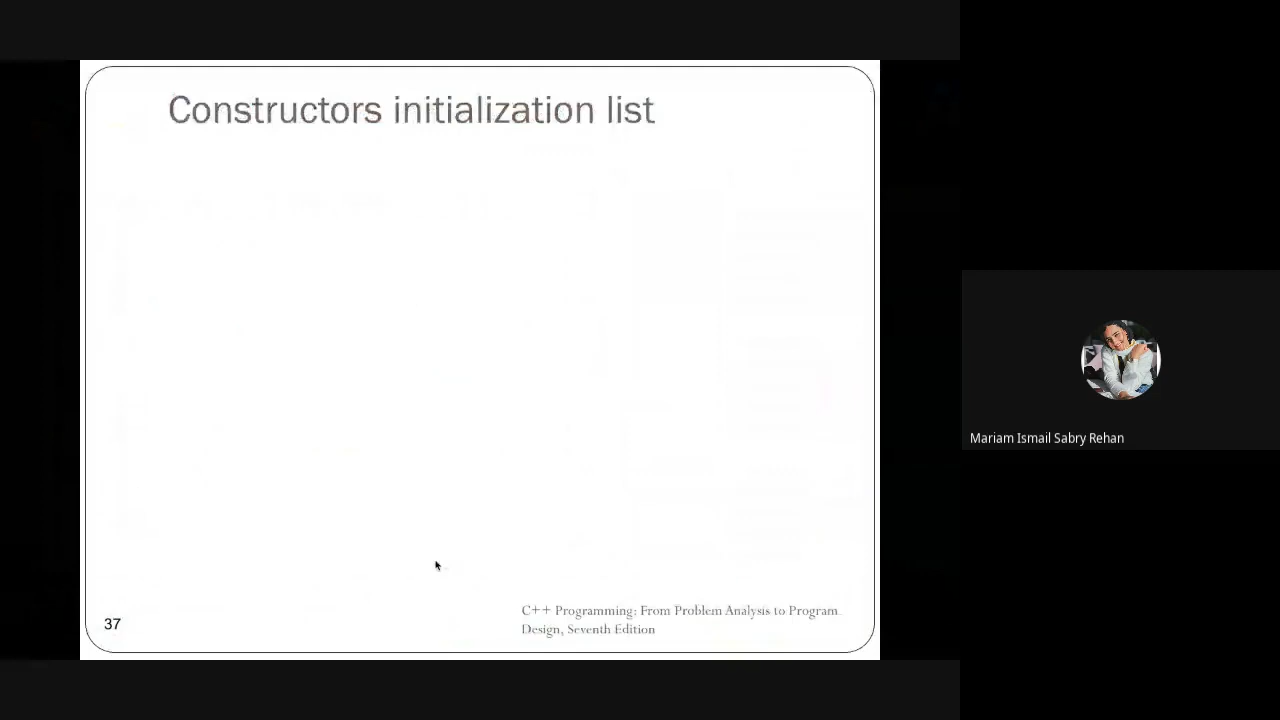 Constructors initialization list
Mariam Ismail Sabry Rehan
C++ Programming: From Problem Analysis to Program
Design, Seventh Edition
37